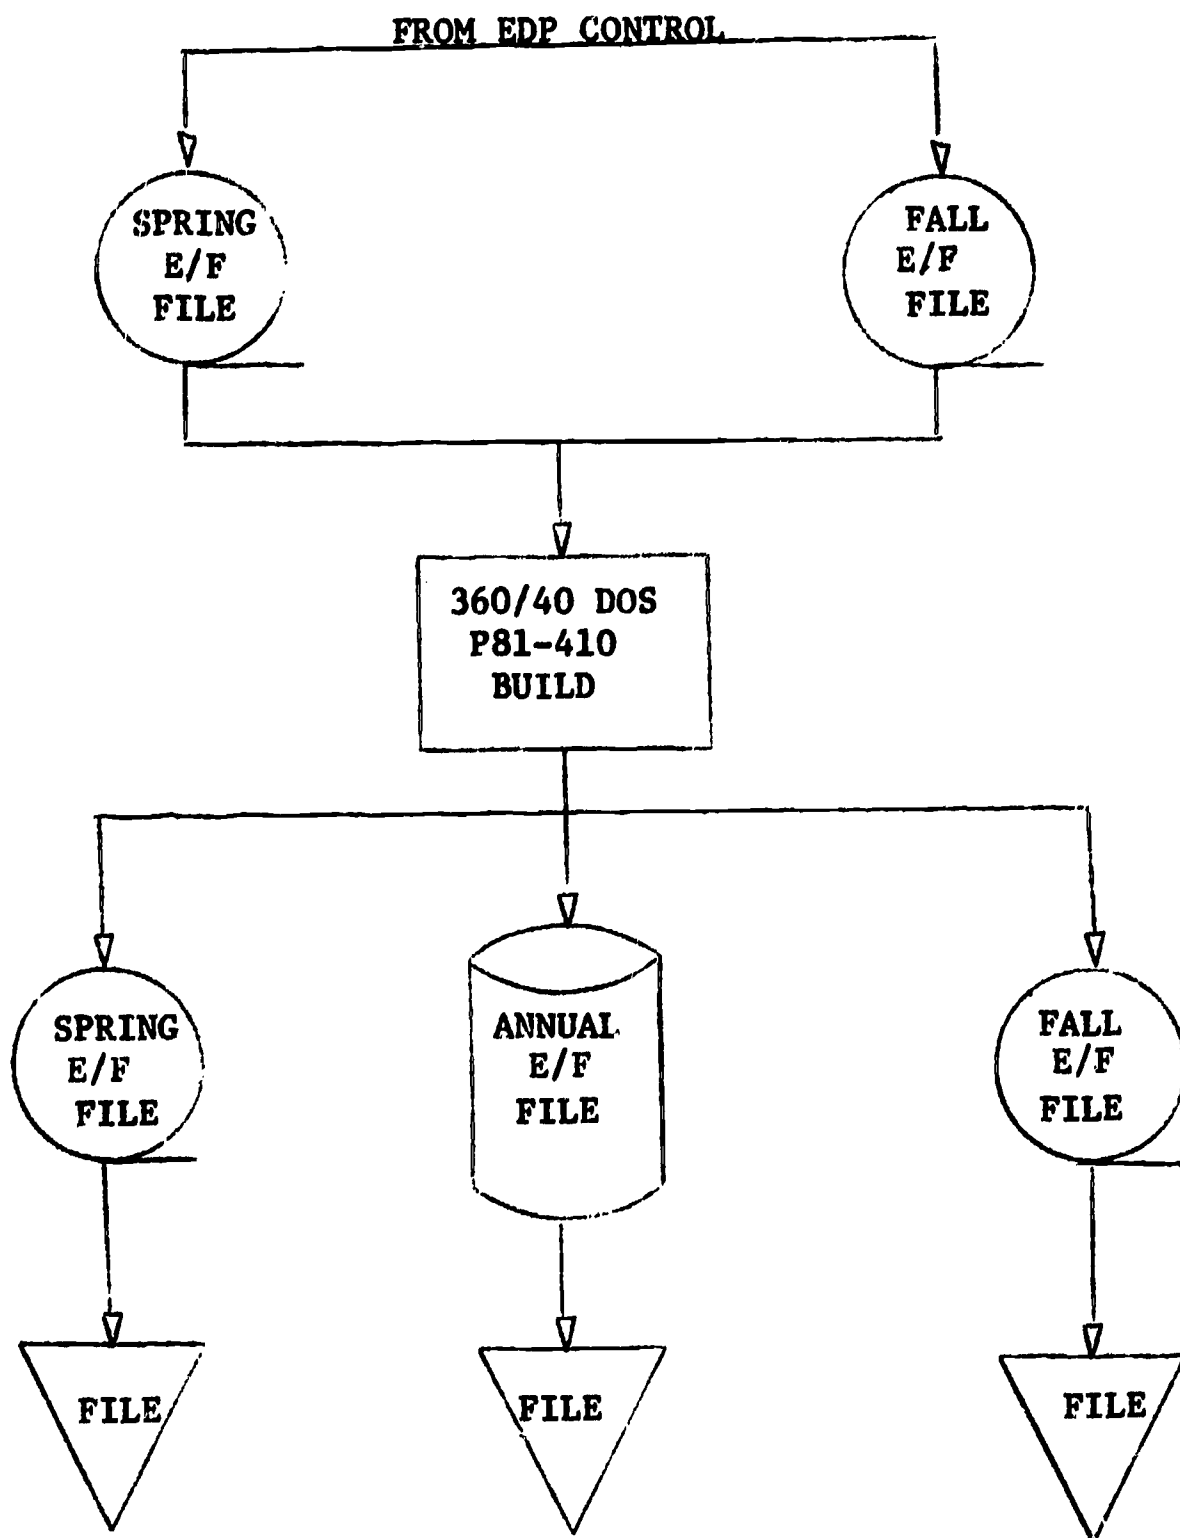 FROM EDP CONTROL
SPRING
E/F
FILE
FALL
E/F
FILE
360/40 DOS
P81-410
BUILD
SPRING
E/F
FILE
ANNUAL
E/F
FILE
FALL
E/F
FILE
FILE
FILE
FILE